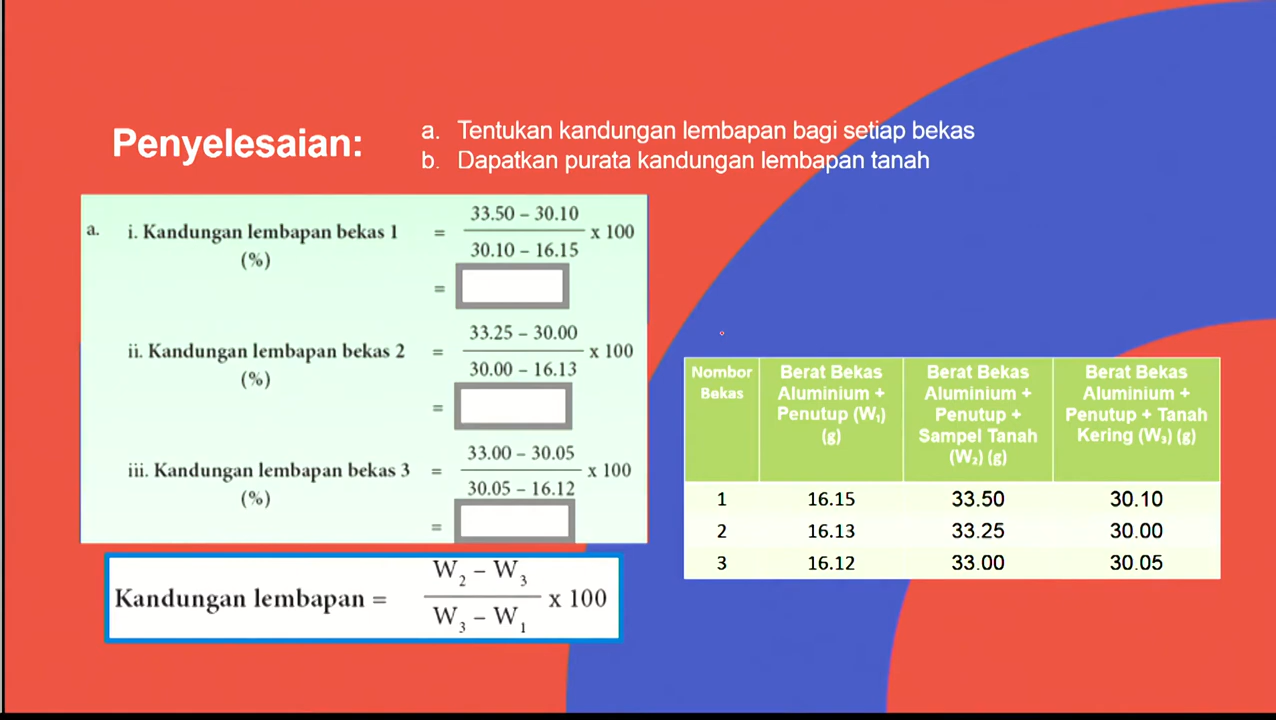 Penyelesaian:
a. Tentukan kandungan lembapan bagi setiap bekas
b. Dapatkan purata kandungan lembapan tanah
a. i. Kandungan lembapan bekas 1 = 33.50 – 30.10
(%) 30.10 – 16.15 x 100
=
ii. Kandungan lembapan bekas 2 = 33.25 – 30.00
(%) 30.00 – 16.13 x 100
=
iii. Kandungan lembapan bekas 3 = 33.00 – 30.05
(%) 30.05 – 16.12 x 100
=
Kandungan lembapan = W₂ – W₃
W₃ – W₁ x 100
Nombor Bekas
Berat Bekas Aluminium + Penutup (W₁) (g)
Berat Bekas Aluminium + Penutup + Sampel Tanah (W₂) (g)
Berat Bekas Aluminium + Penutup + Tanah Kering (W₃) (g)
1 16.15 33.50 30.10
2 16.13 33.25 30.00
3 16.12 33.00 30.05